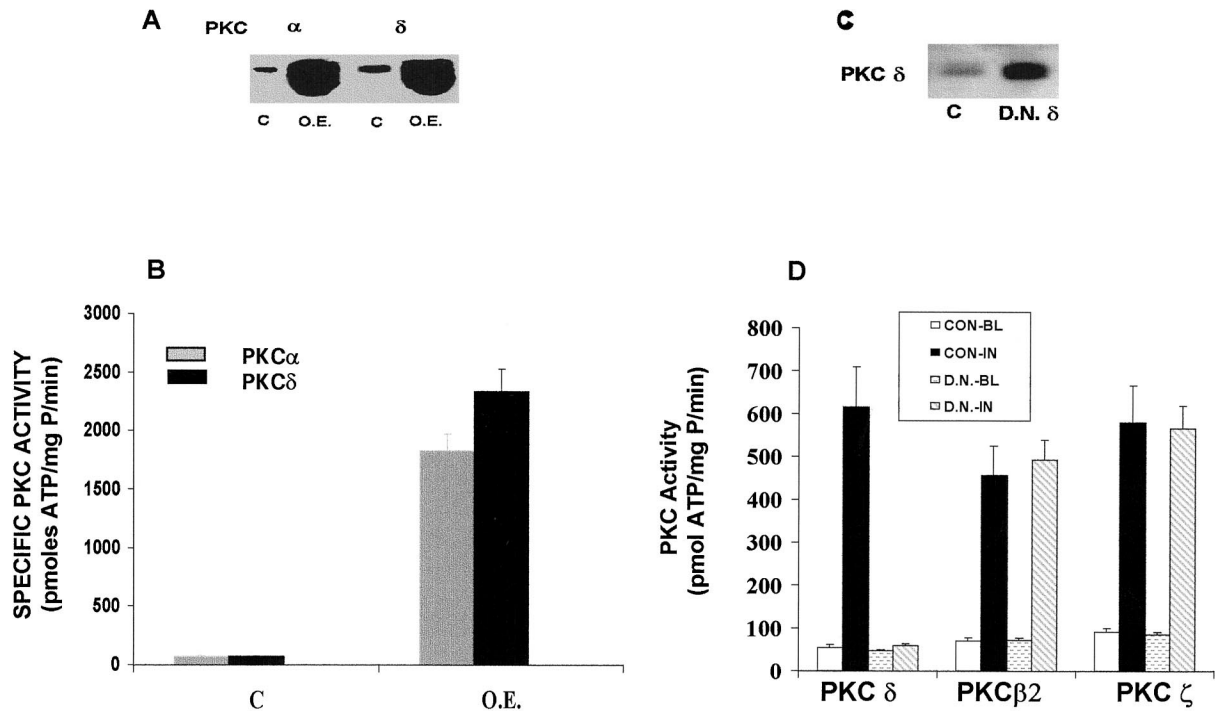 A
PKC α δ
C O.E. C O.E.
C
PKC δ
C D.N. δ
B
SPECIFIC PKC ACTIVITY
(pmoles ATP/mg P/min)
3000
2500
2000
1500
1000
500
0
PKCα
PKCδ
C O.E.
D
PKC Activity
(pmol ATP/mg P/min)
800
700
600
500
400
300
200
100
0
CON-BL
CON-IN
D.N.-BL
D.N.-IN
PKC δ PKCβ2 PKC ζ